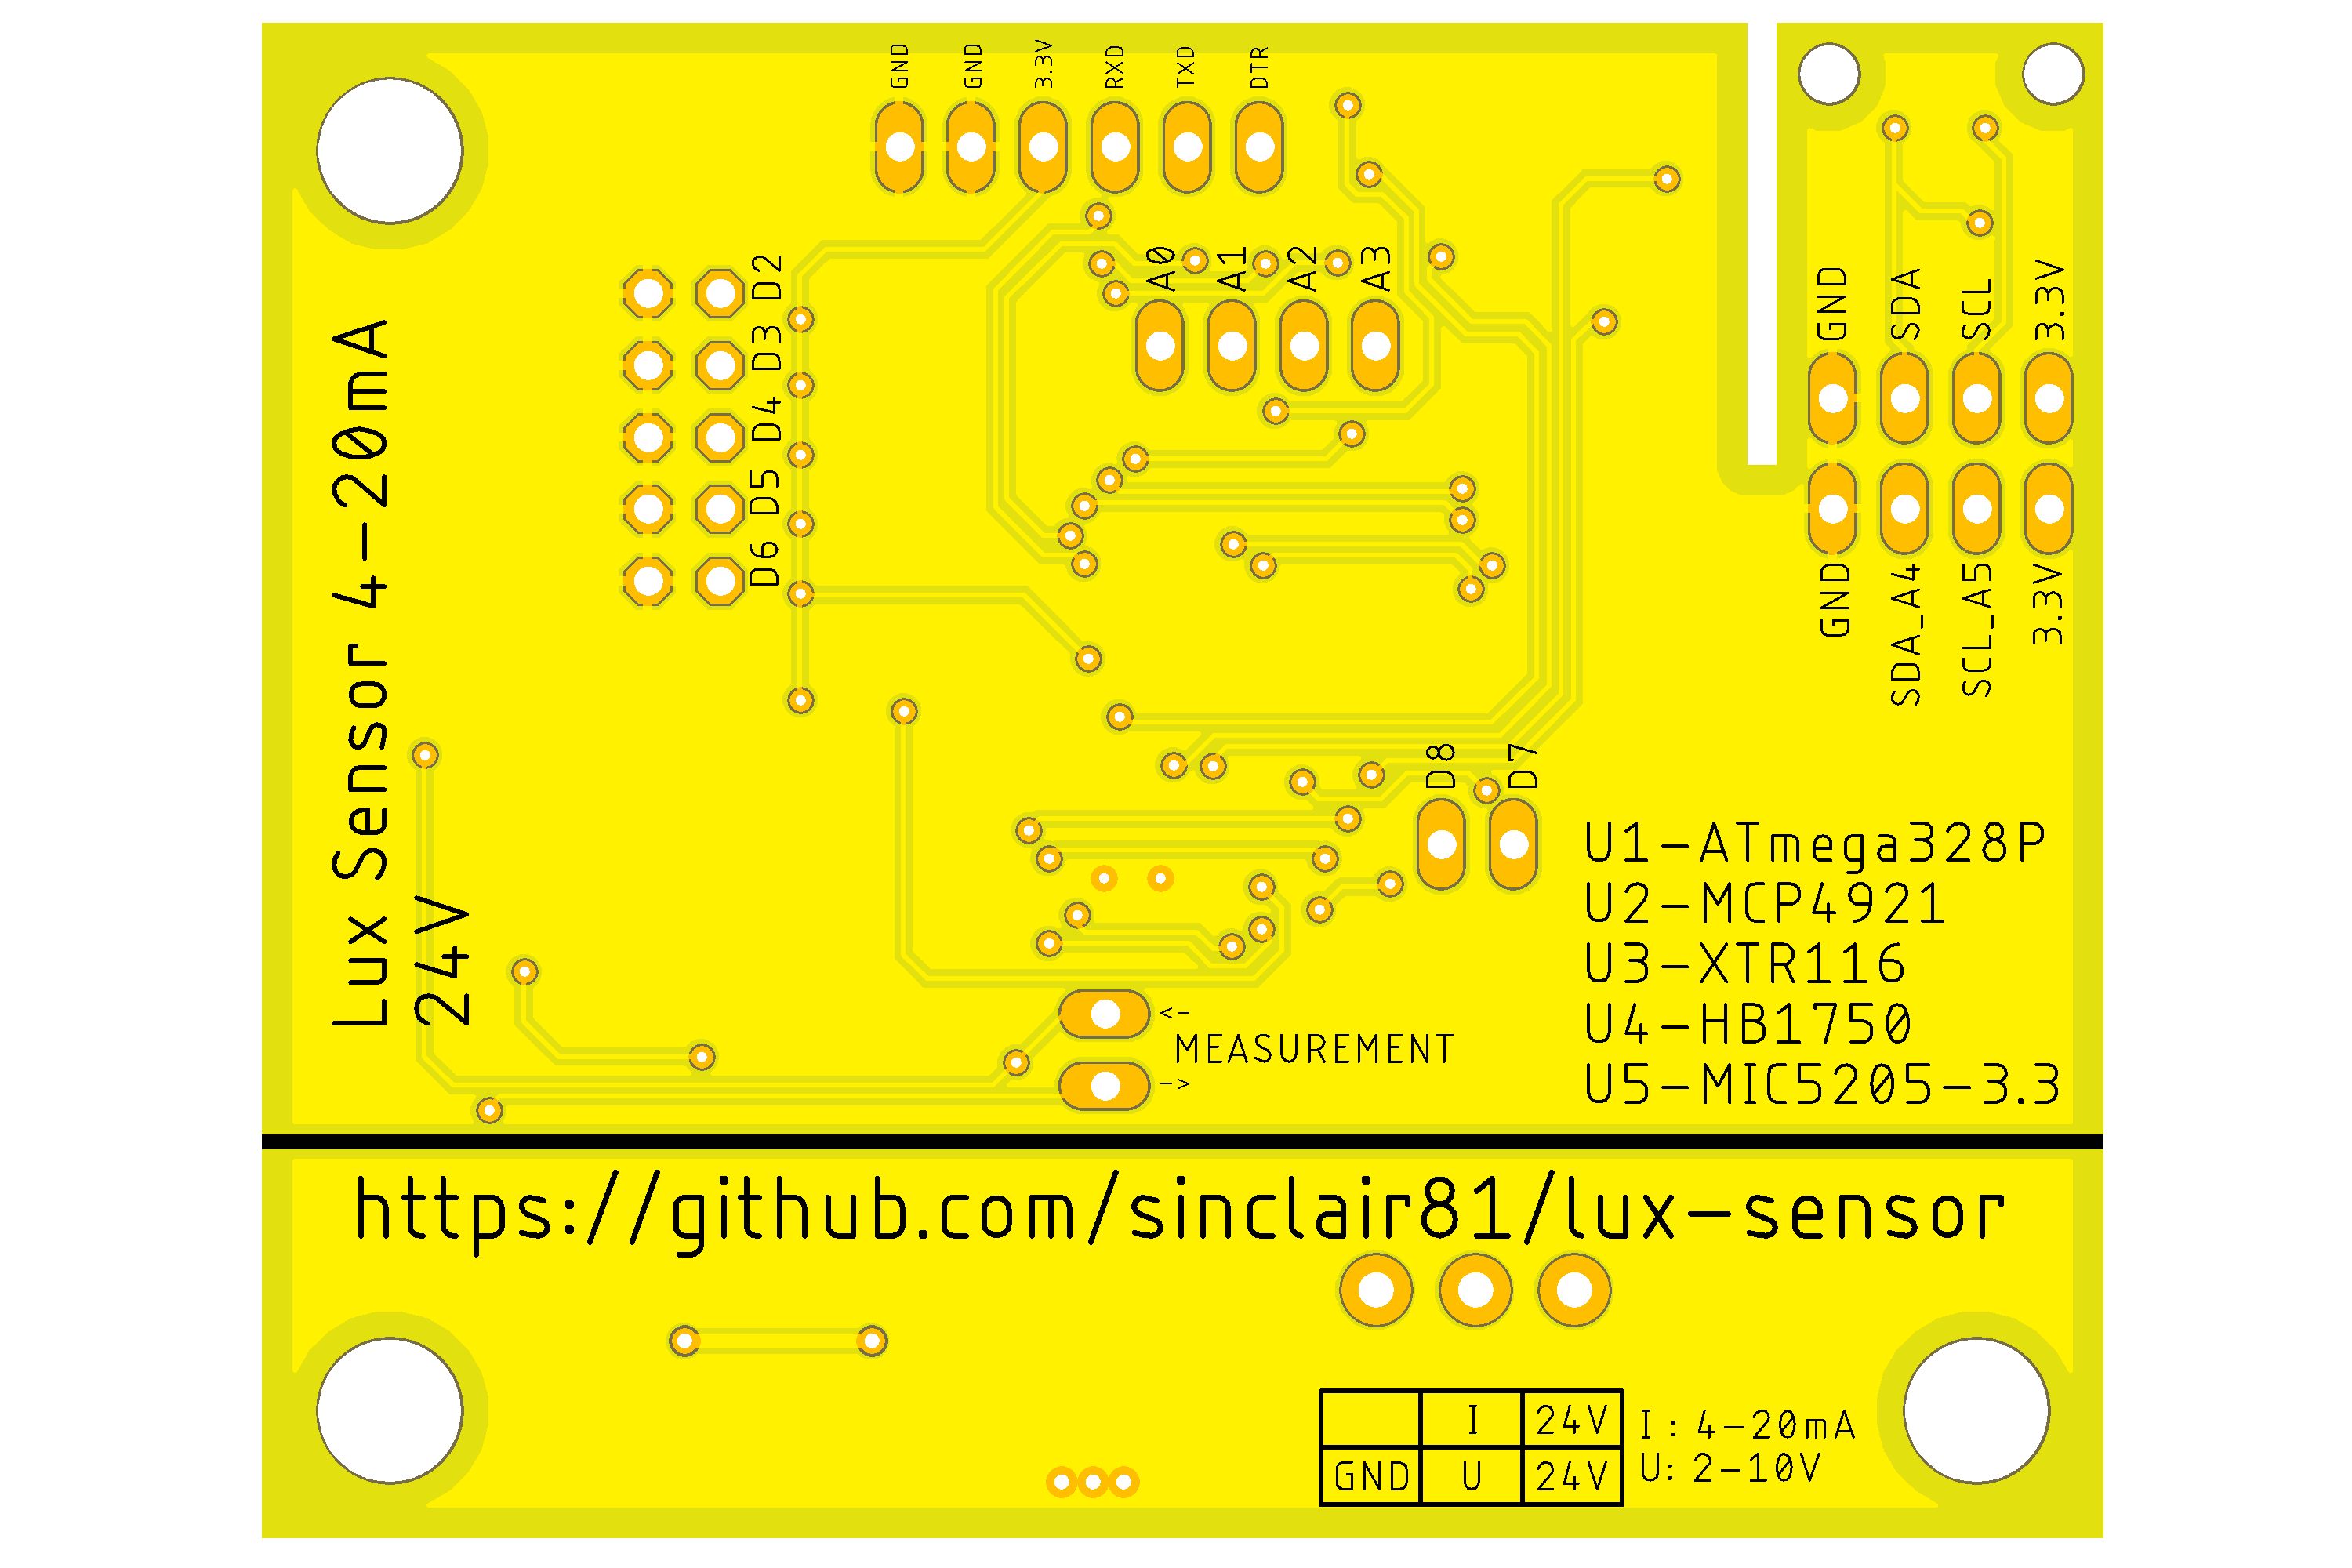 GND
GND
3.3V
RXD
TXD
DTR
D2
D3
D4
D5
D6
A0
A1
A2
A3
GND
SDA
SCL
3.3V
GND
SDA_A4
SCL_A5
3.3V
Lux Sensor 4-20mA
24V
D8
D7
U1-ATmega328P
U2-MCP4921
U3-XTR116
U4-HB1750
U5-MIC5205-3.3
<-
MEASUREMENT
->
https://github.com/sinclair81/lux-sensor
I 24V
GND U 24V
I: 4-20mA
U: 2-10V